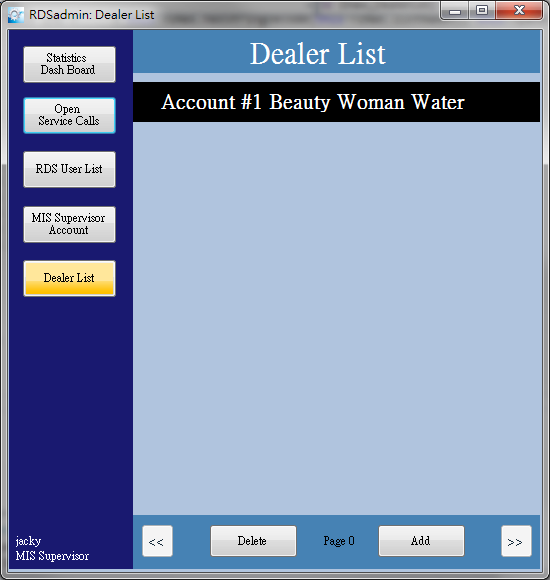 RDSadmin: Dealer List
Dealer List
Statistics
Dash Board
Open
Service Calls
RDS User List
MIS Supervisor
Account
Dealer List
Account #1 Beauty Woman Water
jacky
MIS Supervisor
<<
Delete
Page 0
Add
>>